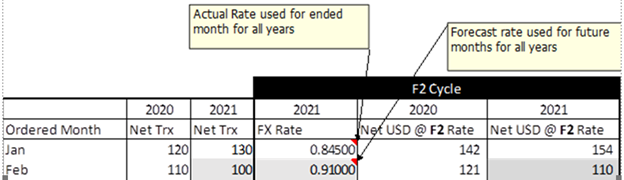 Actual Rate used for ended
month for all years
Forecast rate used for future
months for all years
F2 Cycle
2020 2021 2021 2020 2021
Ordered Month Net Trx Net Trx FX Rate Net USD @ F2 Rate Net USD @ F2 Rate
Jan 120 130 0.84500 142 154
Feb 110 100 0.91000 121 110